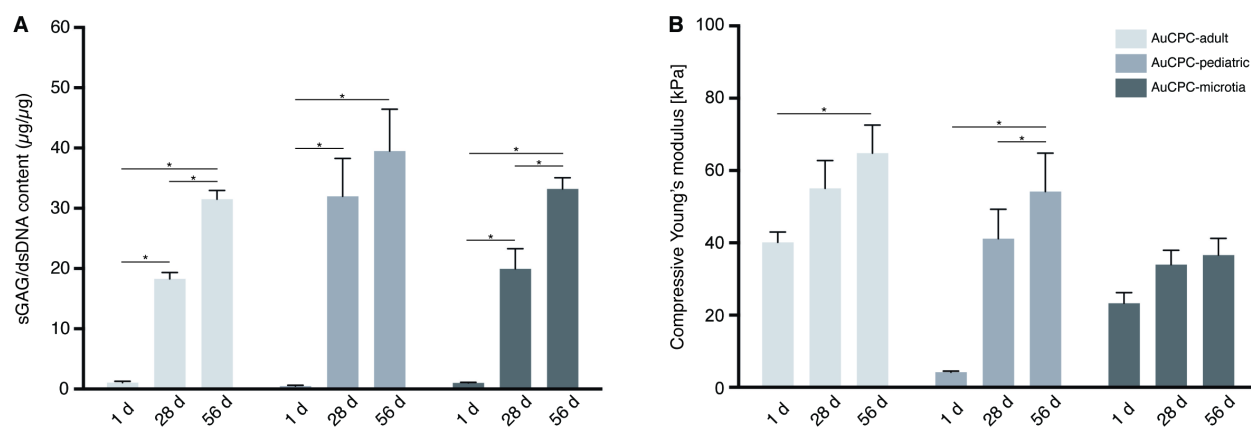 A
sGAG/dsDNA content (µg/µg)
60
50
40
30
20
10
0
*
*
*
*
*
*
*
*
1 d
28 d
56 d
1 d
28 d
56 d
1 d
28 d
56 d
B
Compressive Young's modulus [kPa]
100
80
60
40
20
0
*
*
*
AuCPC-adult
AuCPC-pediatric
AuCPC-microtia
1 d
28 d
56 d
1 d
28 d
56 d
1 d
28 d
56 d